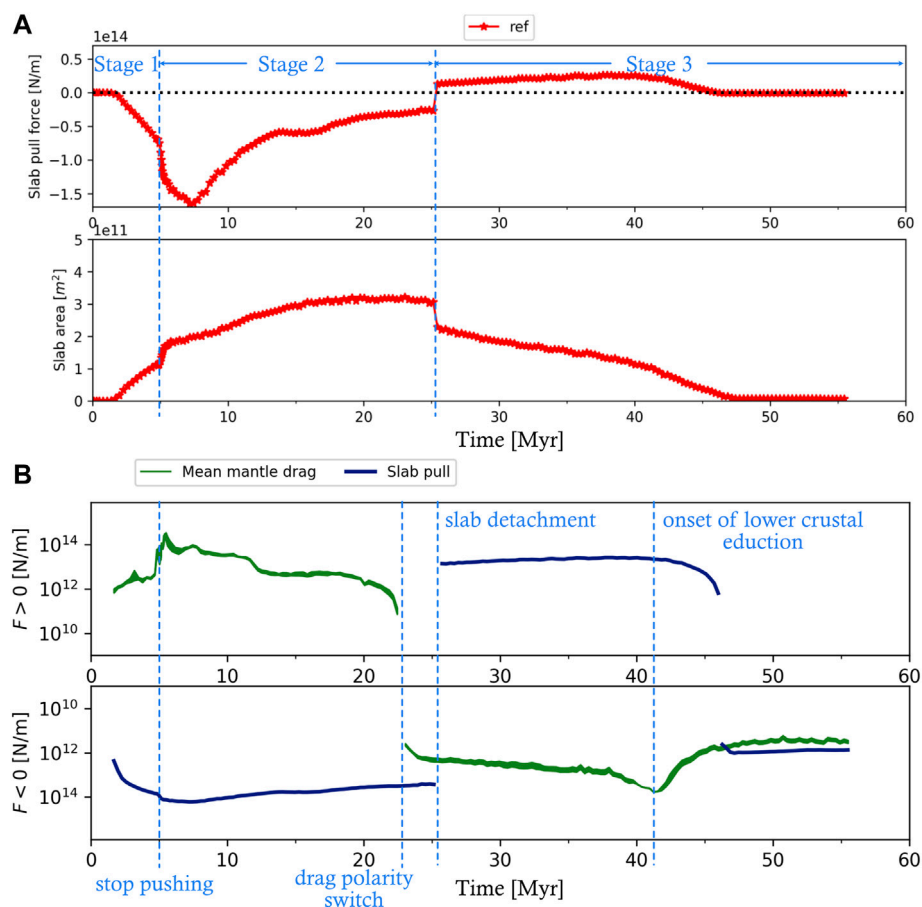 A
ref
1e14
Stage 1
Stage 2
Stage 3
Slab pull force [N/m]
0.5
0.0
−0.5
−1.0
−1.5
0 10 20 30 40 50 60
1e11
Slab area [m²]
5
4
3
2
1
0
0 10 20 30 40 50 60
Time [Myr]
B
Mean mantle drag
Slab pull
slab detachment
onset of lower crustal
eduction
F > 0 [N/m]
10¹⁴
10¹²
10¹⁰
0 10 20 30 40 50 60
F < 0 [N/m]
10¹⁰
10¹²
10¹⁴
0 10 20 30 40 50 60
stop pushing
drag polarity
switch
Time [Myr]